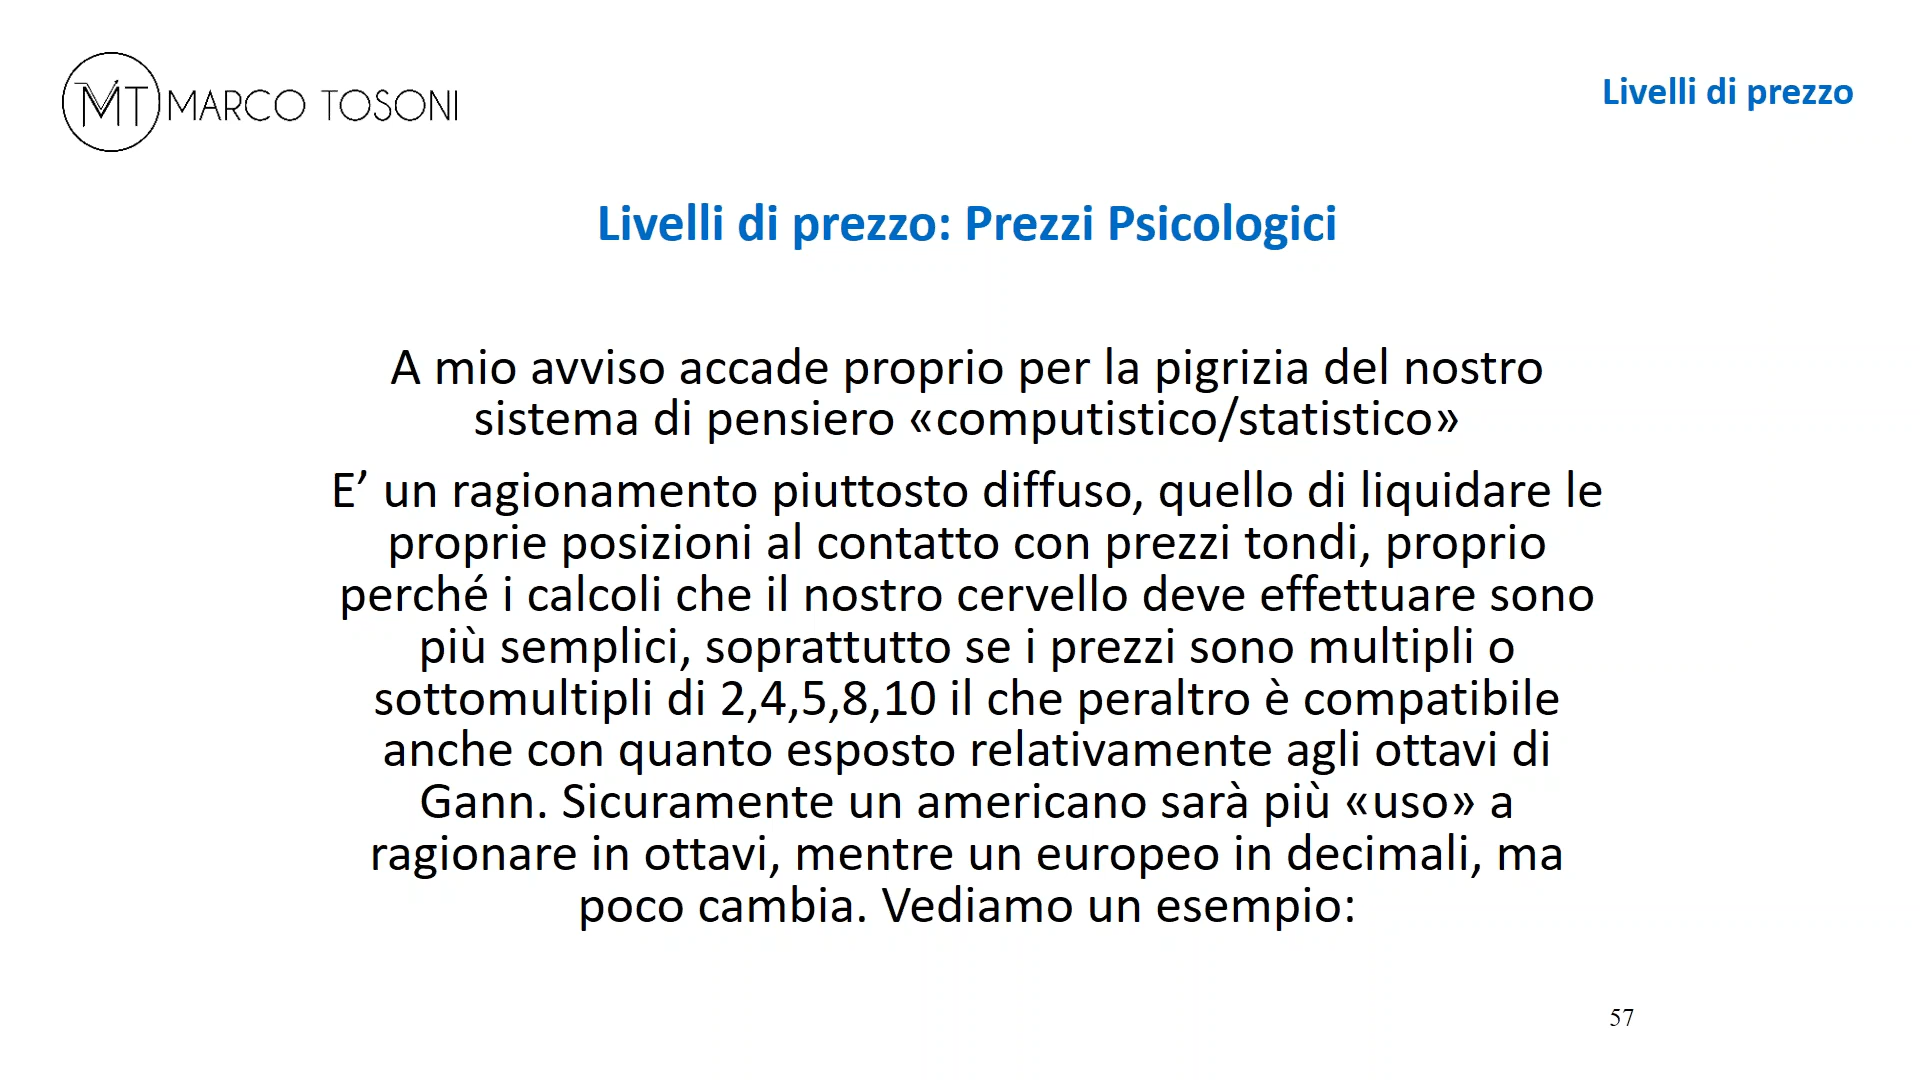 MT MARCO TOSONI
Livelli di prezzo
Livelli di prezzo: Prezzi Psicologici
A mio avviso accade proprio per la pigrizia del nostro
sistema di pensiero «computistico/statistico»
E’ un ragionamento piuttosto diffuso, quello di liquidare le
proprie posizioni al contatto con prezzi tondi, proprio
perché i calcoli che il nostro cervello deve effettuare sono
più semplici, soprattutto se i prezzi sono multipli o
sottomultipli di 2,4,5,8,10 il che peraltro è compatibile
anche con quanto esposto relativamente agli ottavi di
Gann. Sicuramente un americano sarà più «uso» a
ragionare in ottavi, mentre un europeo in decimali, ma
poco cambia. Vediamo un esempio:
57